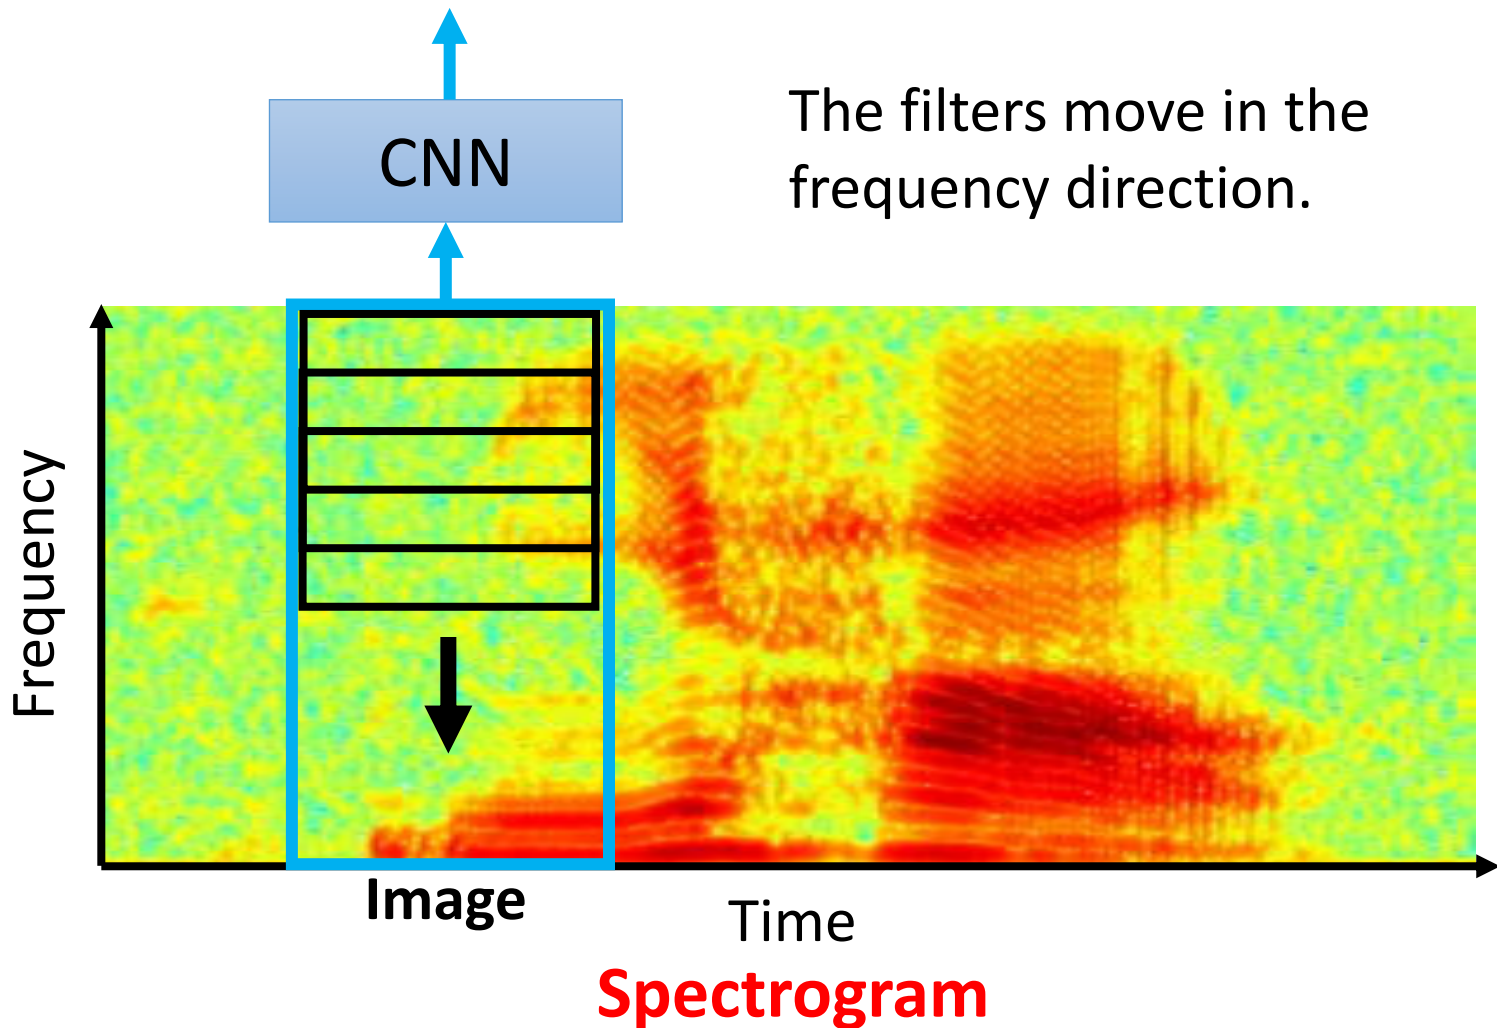 CNN
The filters move in the
frequency direction.
Frequency
Image
Time
Spectrogram